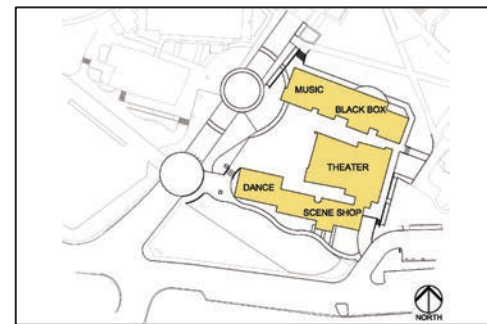 MUSIC
BLACK BOX
THEATER
DANCE
SCENE SHOP
NORTH